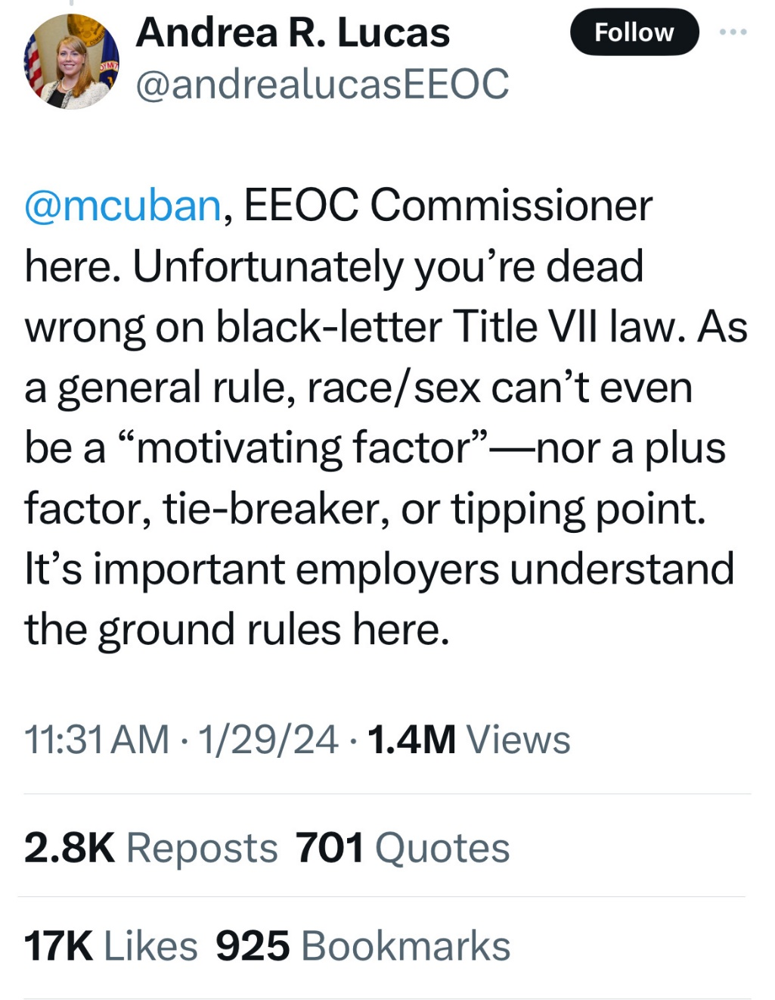 Andrea R. Lucas
Follow
@andrealucasEEOC
@mcuban, EEOC Commissioner
here. Unfortunately you’re dead
wrong on black-letter Title VII law. As
a general rule, race/sex can’t even
be a “motivating factor”—nor a plus
factor, tie-breaker, or tipping point.
It’s important employers understand
the ground rules here.
11:31 AM · 1/29/24 · 1.4M Views
2.8K Reposts 701 Quotes
17K Likes 925 Bookmarks